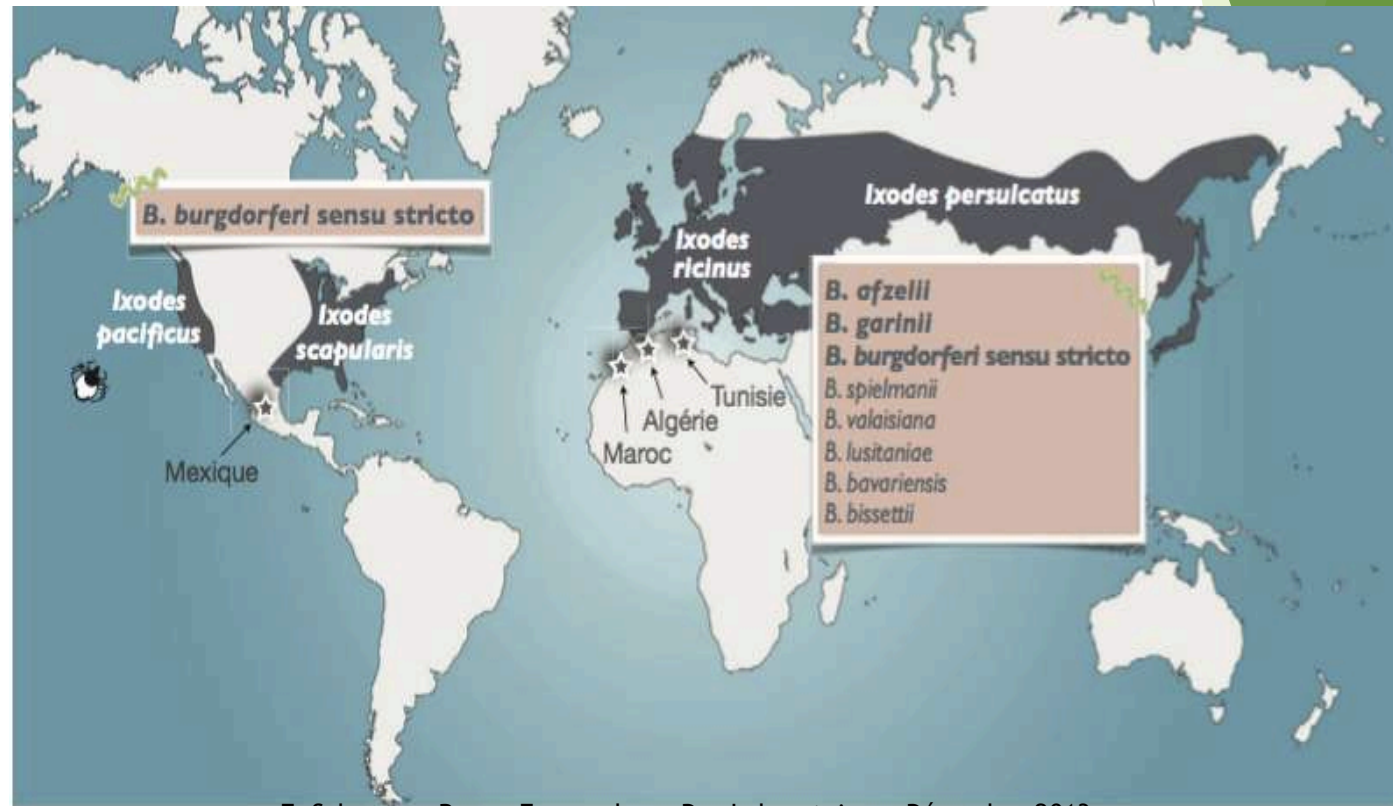 B. burgdorferi sensu stricto
Ixodes persulcatus
Ixodes
ricinus
Ixodes
pacificus
Ixodes
scapularis
B. afzelii
B. garinii
B. burgdorferi sensu stricto
B. spielmanii
B. valaisiana
B. lusitaniae
B. bavariensis
B. bissettii
Tunisie
Algérie
Maroc
Mexique